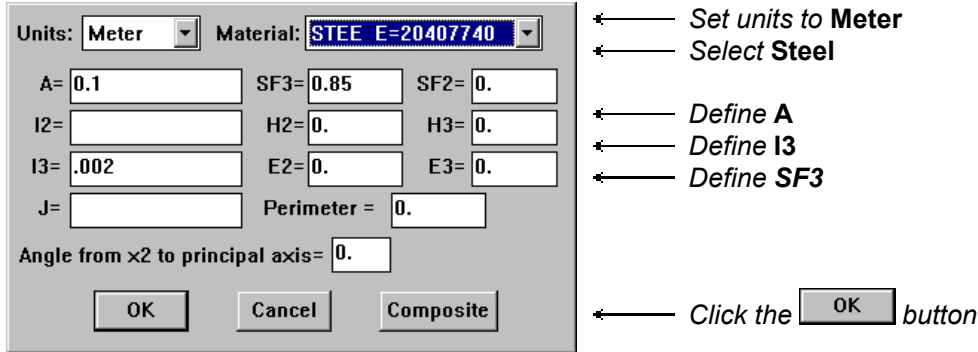 Units: Meter Material: STEE E=20407740 Set units to Meter
Select Steel
A= 0.1 SF3= 0.85 SF2= 0.
I2= H2= 0. H3= 0. Define A
I3= .002 E2= 0. E3= 0. Define I3
Define SF3
J= Perimeter = 0.
Angle from x2 to principal axis= 0.
OK Cancel Composite Click the OK button